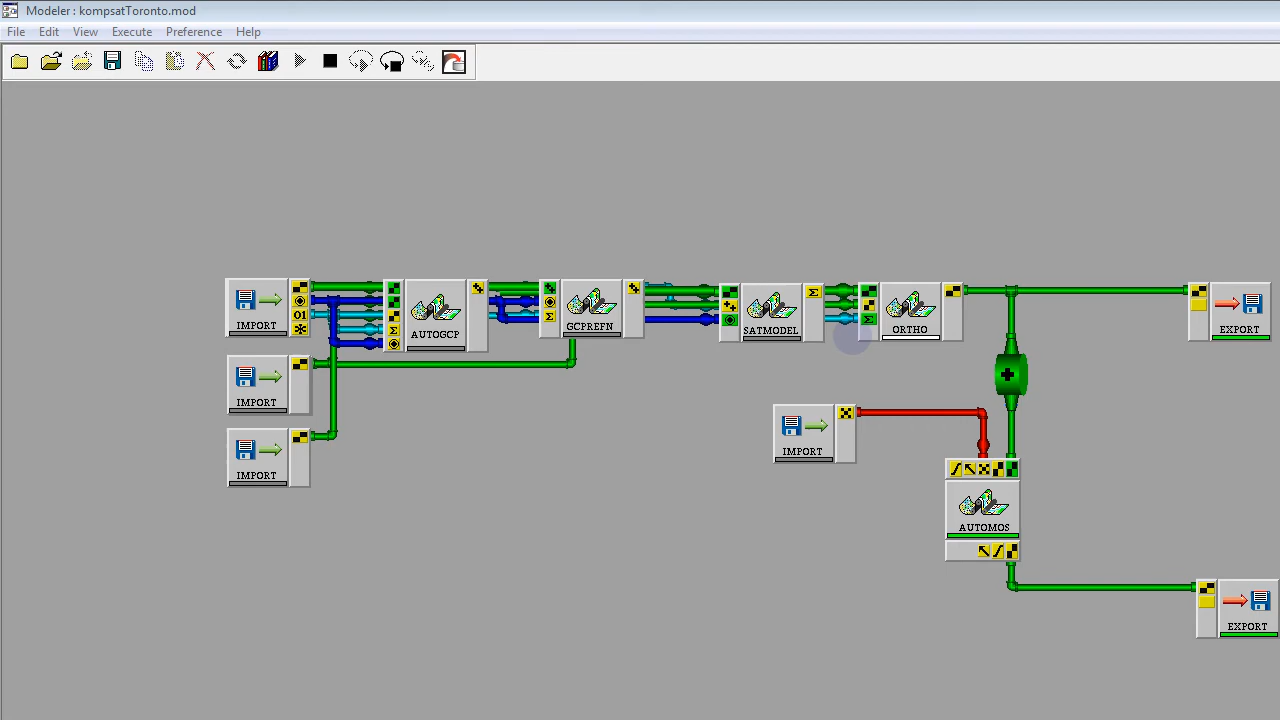 Modeler : kompsatToronto.mod
File Edit View Execute Preference Help
IMPORT
01
AUTOGCP
GCPREFN
SATMODEL
ORTHO
EXPORT
IMPORT
IMPORT
IMPORT
AUTOMOS
EXPORT